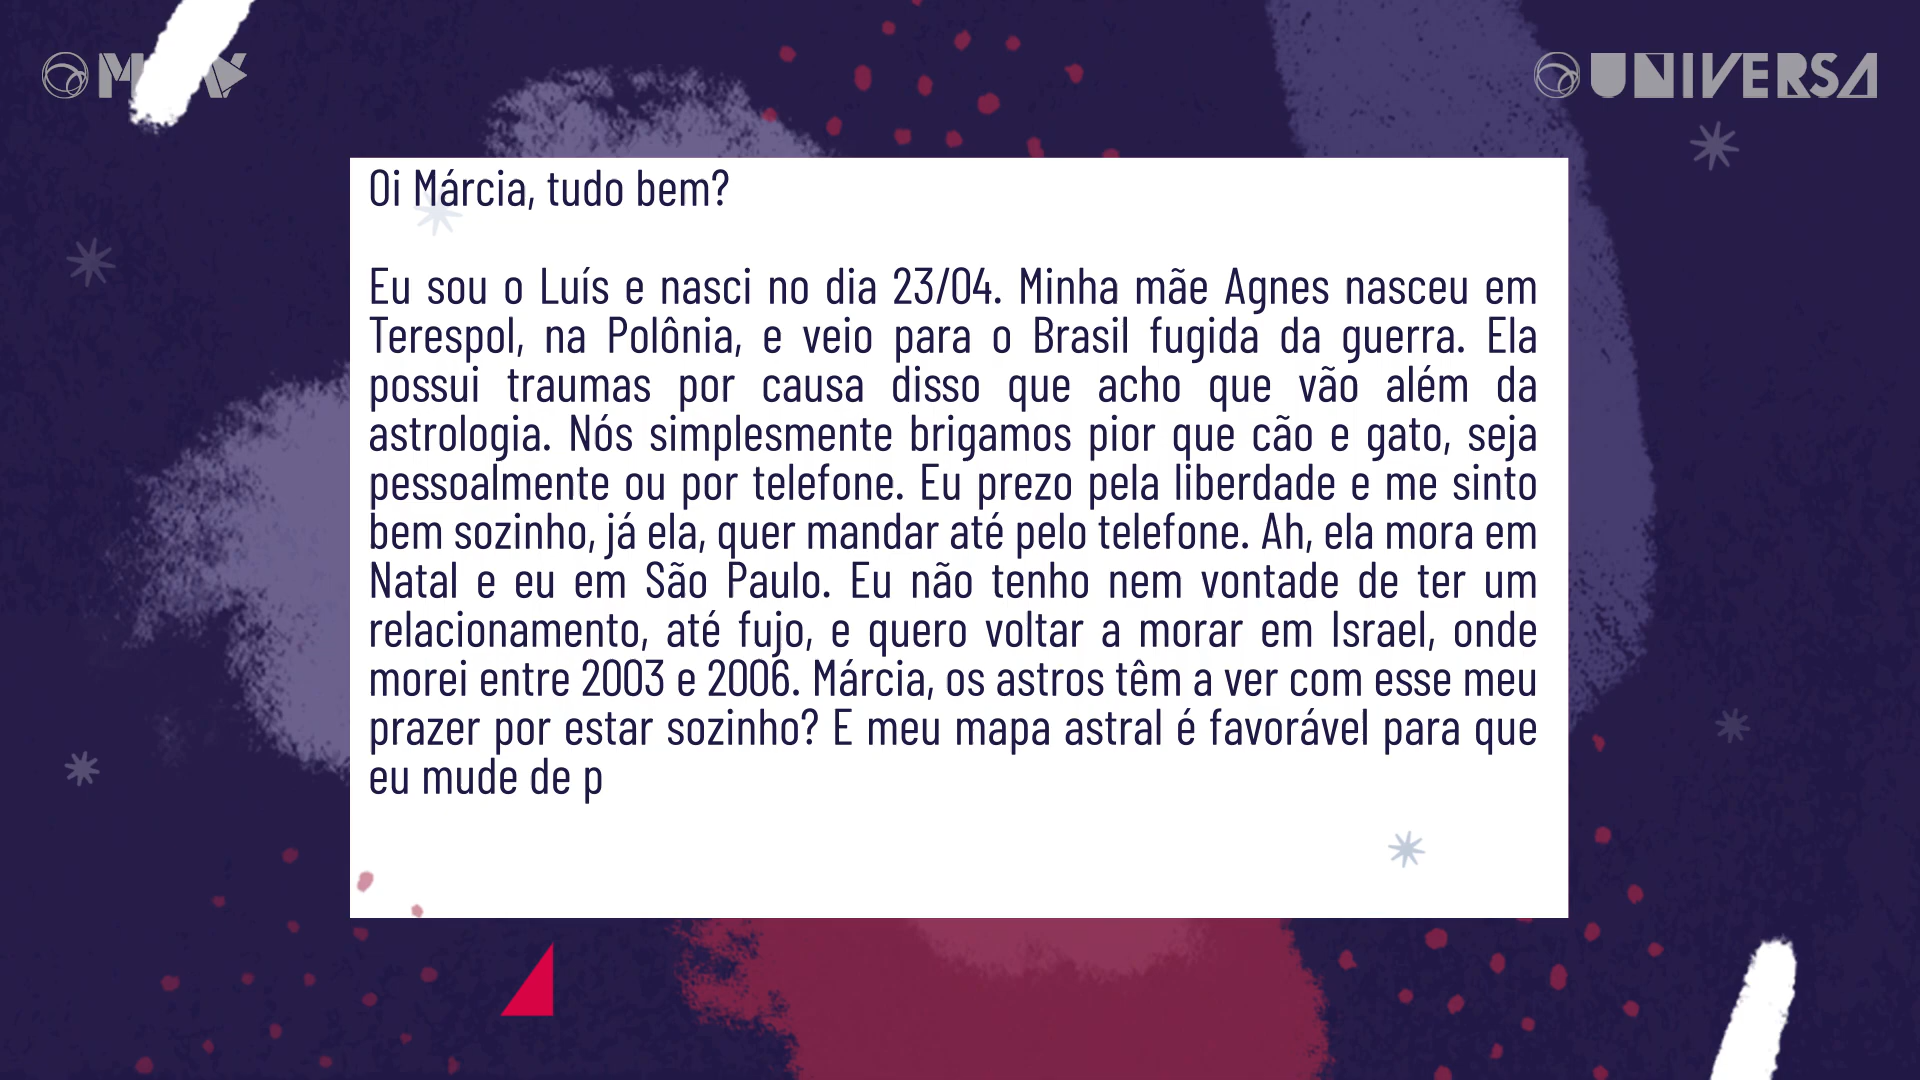 UNIVERSA
Oi Márcia, tudo bem?
Eu sou o Luís e nasci no dia 23/04. Minha mãe Agnes nasceu em
Terespol, na Polônia, e veio para o Brasil fugida da guerra. Ela
possui traumas por causa disso que acho que vão além da
astrologia. Nós simplesmente brigamos pior que cão e gato, seja
pessoalmente ou por telefone. Eu prezo pela liberdade e me sinto
bem sozinho, já ela, quer mandar até pelo telefone. Ah, ela mora em
Natal e eu em São Paulo. Eu não tenho nem vontade de ter um
relacionamento, até fujo, e quero voltar a morar em Israel, onde
morei entre 2003 e 2006. Márcia, os astros têm a ver com esse meu
prazer por estar sozinho? E meu mapa astral é favorável para que
eu mude de p